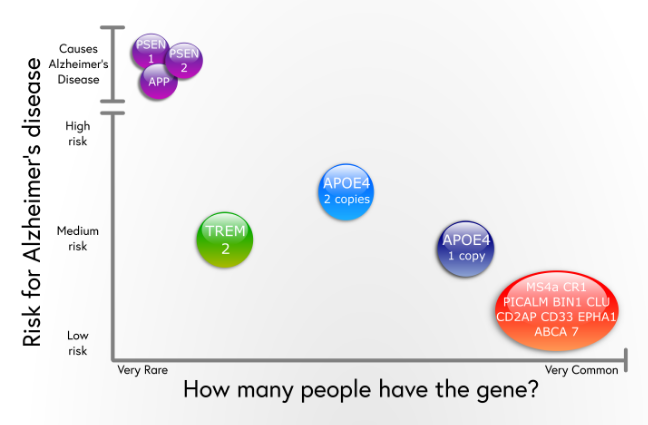 Risk for Alzheimer's disease
Causes
Alzheimer's
Disease
High
risk
Medium
risk
Low
risk
PSEN
1
PSEN
2
APP
APOE4
2 copies
TREM
2
APOE4
1 copy
MS4a CR1
PICALM BIN1 CLU
CD2AP CD33 EPHA1
ABCA 7
Very Rare
Very Common
How many people have the gene?